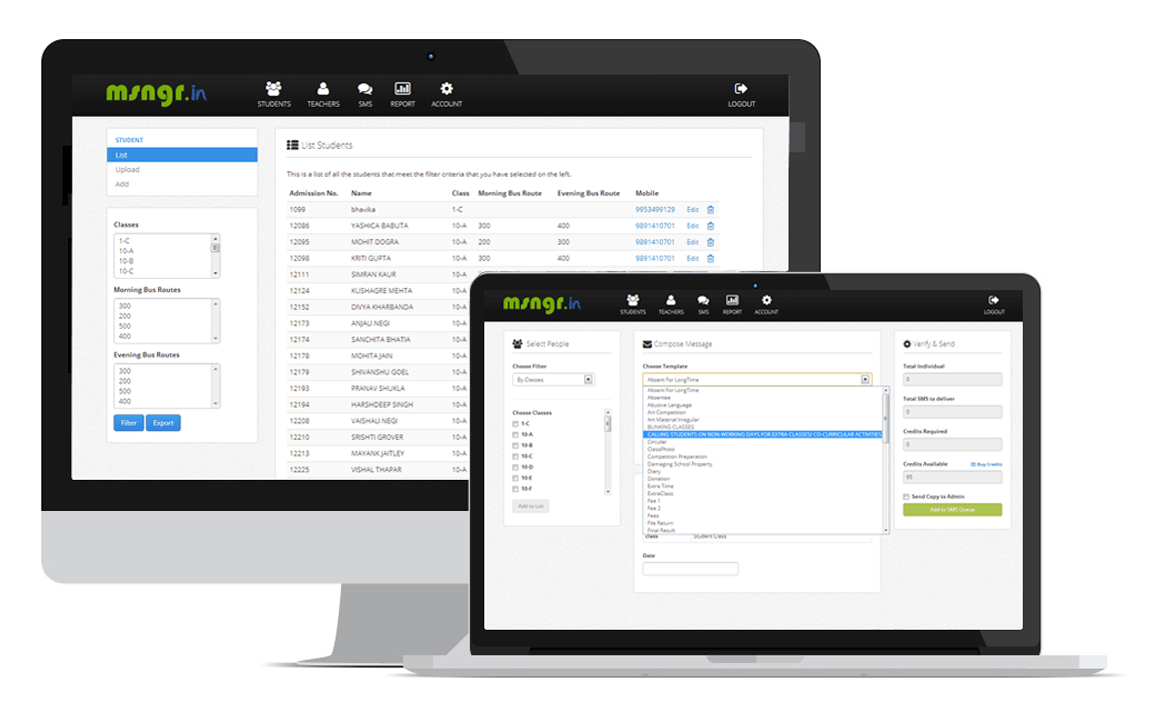 msngr.in
STUDENTS TEACHERS SMS REPORT ACCOUNT LOGOUT
STUDENT
List
Upload
Add
Classes
1-C
10-A
10-B
10-C
Morning Bus Routes
300
200
500
400
Evening Bus Routes
300
200
500
400
Filter Export
List Students
This is a list of all the students that meet the filter criteria that you have selected on the left.
Admission No. Name Class Morning Bus Route Evening Bus Route Mobile
1099 bhavika 1-C 9953499129 Edit
12086 YASHICA BABUTA 10-A 300 400 9891410701 Edit
12095 MOHIT DOGRA 10-A 200 300 9891410701 Edit
12098 KRITI GUPTA 10-A 300 400 9891410701 Edit
12111 SIMRAN KAUR 10-A
12124 KUSHAGRE MEHTA 10-A
12152 DIVYA KHARBANDA 10-A
12173 ANJALI NEGI 10-A
12174 SANCHITA BHATIA 10-A
12178 MOHITA JAIN 10-A
12179 SHIVANSHU GOEL 10-A
12193 PRANAV SHUKLA 10-A
12194 HARSHDEEP SINGH 10-A
12208 VAISHALI NEGI 10-A
12210 SRISHTI GROVER 10-A
12213 MAYANK JAITLEY 10-A
12225 VISHAL THAPAR 10-A
msngr.in
STUDENTS TEACHERS SMS REPORT ACCOUNT LOGOUT
Select People
Choose Filter
By Classes
Choose Classes
1-C
10-A
10-B
10-C
10-D
10-E
10-F
Add to List
Compose Message
Choose Template
Absent For LongTime
Absent For LongTime
Absentee
Abusive Language
Art Competition
Art Material Irregular
BUNKING CLASSES
CALLING STUDENTS ON NON-WORKING DAYS FOR EXTRA CLASSES/ CO-CURRICULAR ACTIVITIES
Circular
ClassPhoto
Competition Preparation
Damaging School Property
Diary
Donation
Extra Time
ExtraClass
Fee 1
Fee 2
Fees
File Return
Final Result
class Student Class
Date
Verify & Send
Total Individual
0
Total SMS to deliver
0
Credits Required
0
Credits Available Buy Credits
95
Send Copy to Admin
Add to SMS Queue